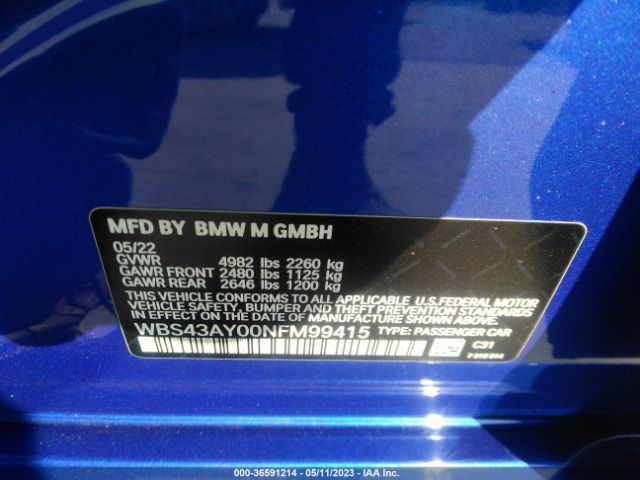 MFD BY BMW M GMBH
05/22
GVWR 4982 lbs 2260 kg
GAWR FRONT 2480 lbs 1125 kg
GAWR REAR 2646 lbs 1200 kg
THIS VEHICLE CONFORMS TO ALL APPLICABLE U.S.FEDERAL MOTOR
VEHICLE SAFETY, BUMPER AND THEFT PREVENTION STANDARDS
IN EFFECT ON THE DATE OF MANUFACTURE SHOWN ABOVE.
WBS43AY00NFM99415 TYPE: PASSENGER CAR
C31
000-36591214 - 05/11/2023 - IAA Inc.